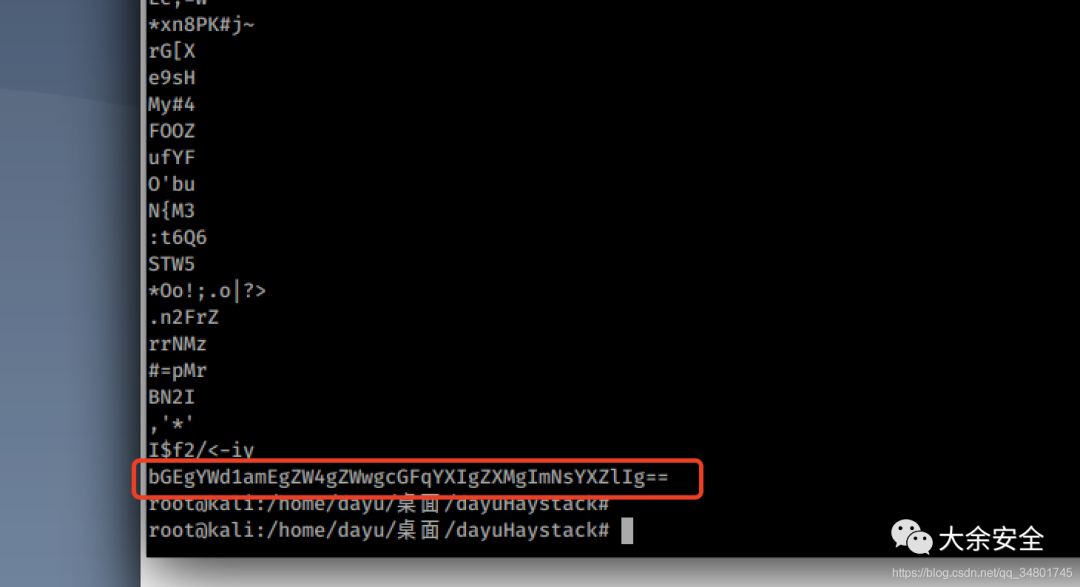 *xn8PK#j~
rG[X
e9sH
My#4
FOOZ
ufYF
O'bu
N{M3
:t6Q6
STW5
*Oo!;.o|?>
.n2FrZ
rrNMz
#=pMr
BN2I
,'*'
I$f2/<-iy
bGEgYWd1amEgZW4gZWwgcGFqYXIgZXMgImNsYXZlIg==
root@kali:/home/dayu/桌面/dayuHaystack#
root@kali:/home/dayu/桌面/dayuHaystack#
大余安全
https://blog.csdn.net/qq_34801745